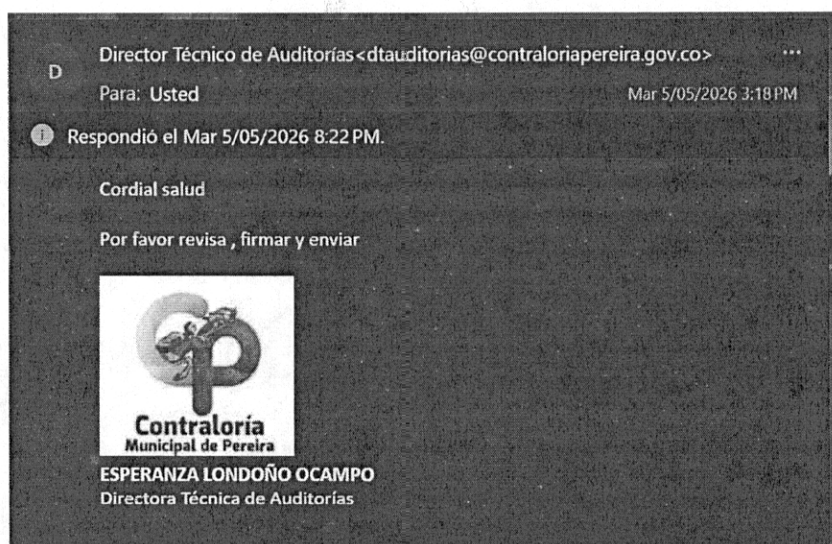 Director Técnico de Auditorías<dtauditorias@contraloriapereira.gov.co>
...
D
Para: Usted
Mar 5/05/2026 3:18 PM
i
Respondió el Mar 5/05/2026 8:22 PM.
Cordial salud
Por favor revisa , firmar y enviar
Contraloría
Municipal de Pereira
ESPERANZA LONDOÑO OCAMPO
Directora Técnica de Auditorías